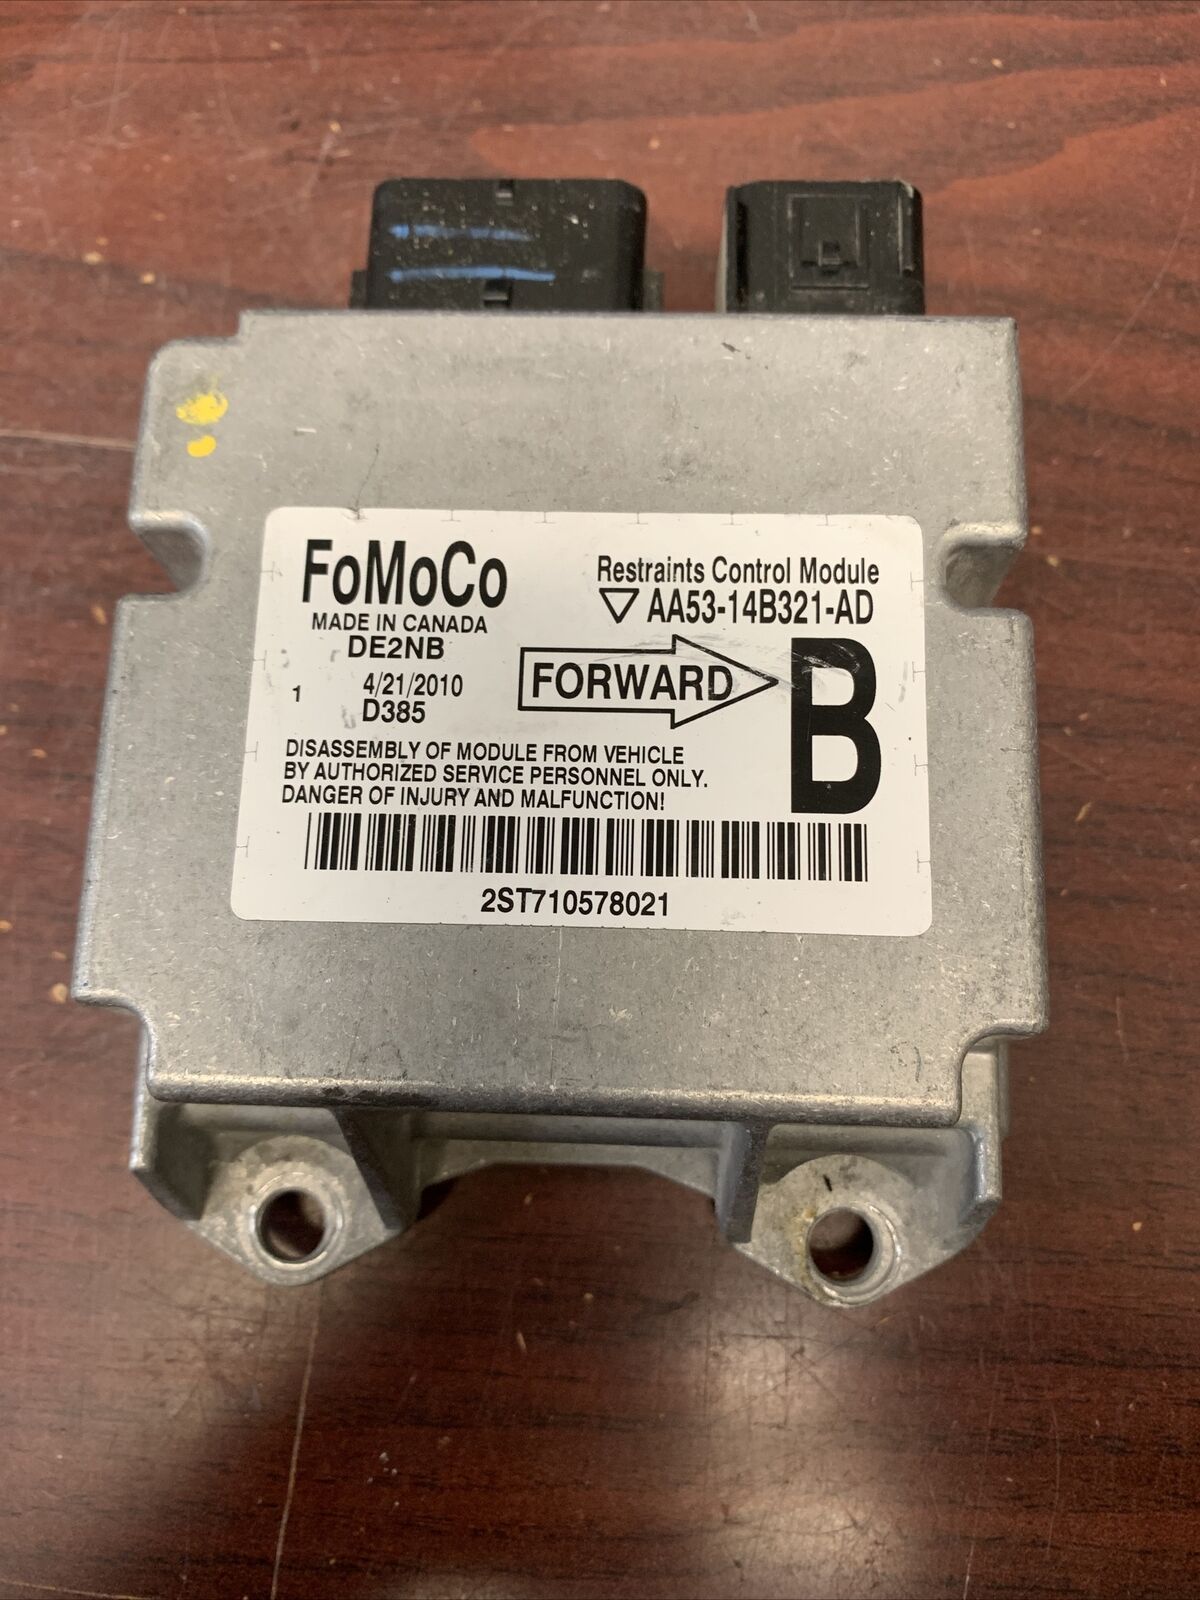 FoMoCo
MADE IN CANADA
DE2NB
1 4/21/2010
D385
Restraints Control Module
AA53-14B321-AD
FORWARD
B
DISASSEMBLY OF MODULE FROM VEHICLE
BY AUTHORIZED SERVICE PERSONNEL ONLY.
DANGER OF INJURY AND MALFUNCTION!
2ST710578021